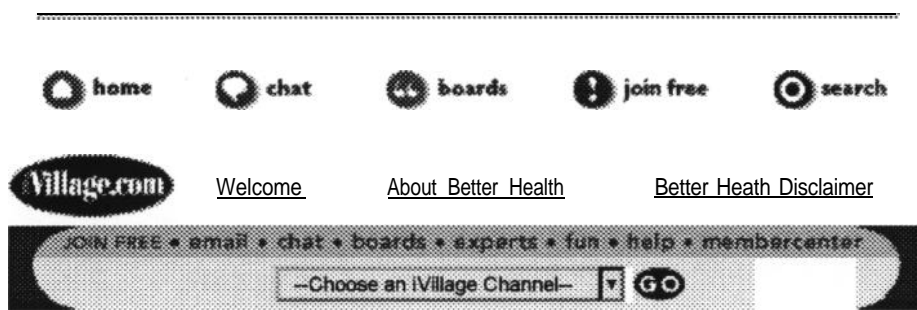 home chat boards join free search
iVillage.com Welcome About Better Health Better Heath Disclaimer
JOIN FREE • email • chat • boards • experts • fun • help • membercenter
--Choose an iVillage Channel-- GO